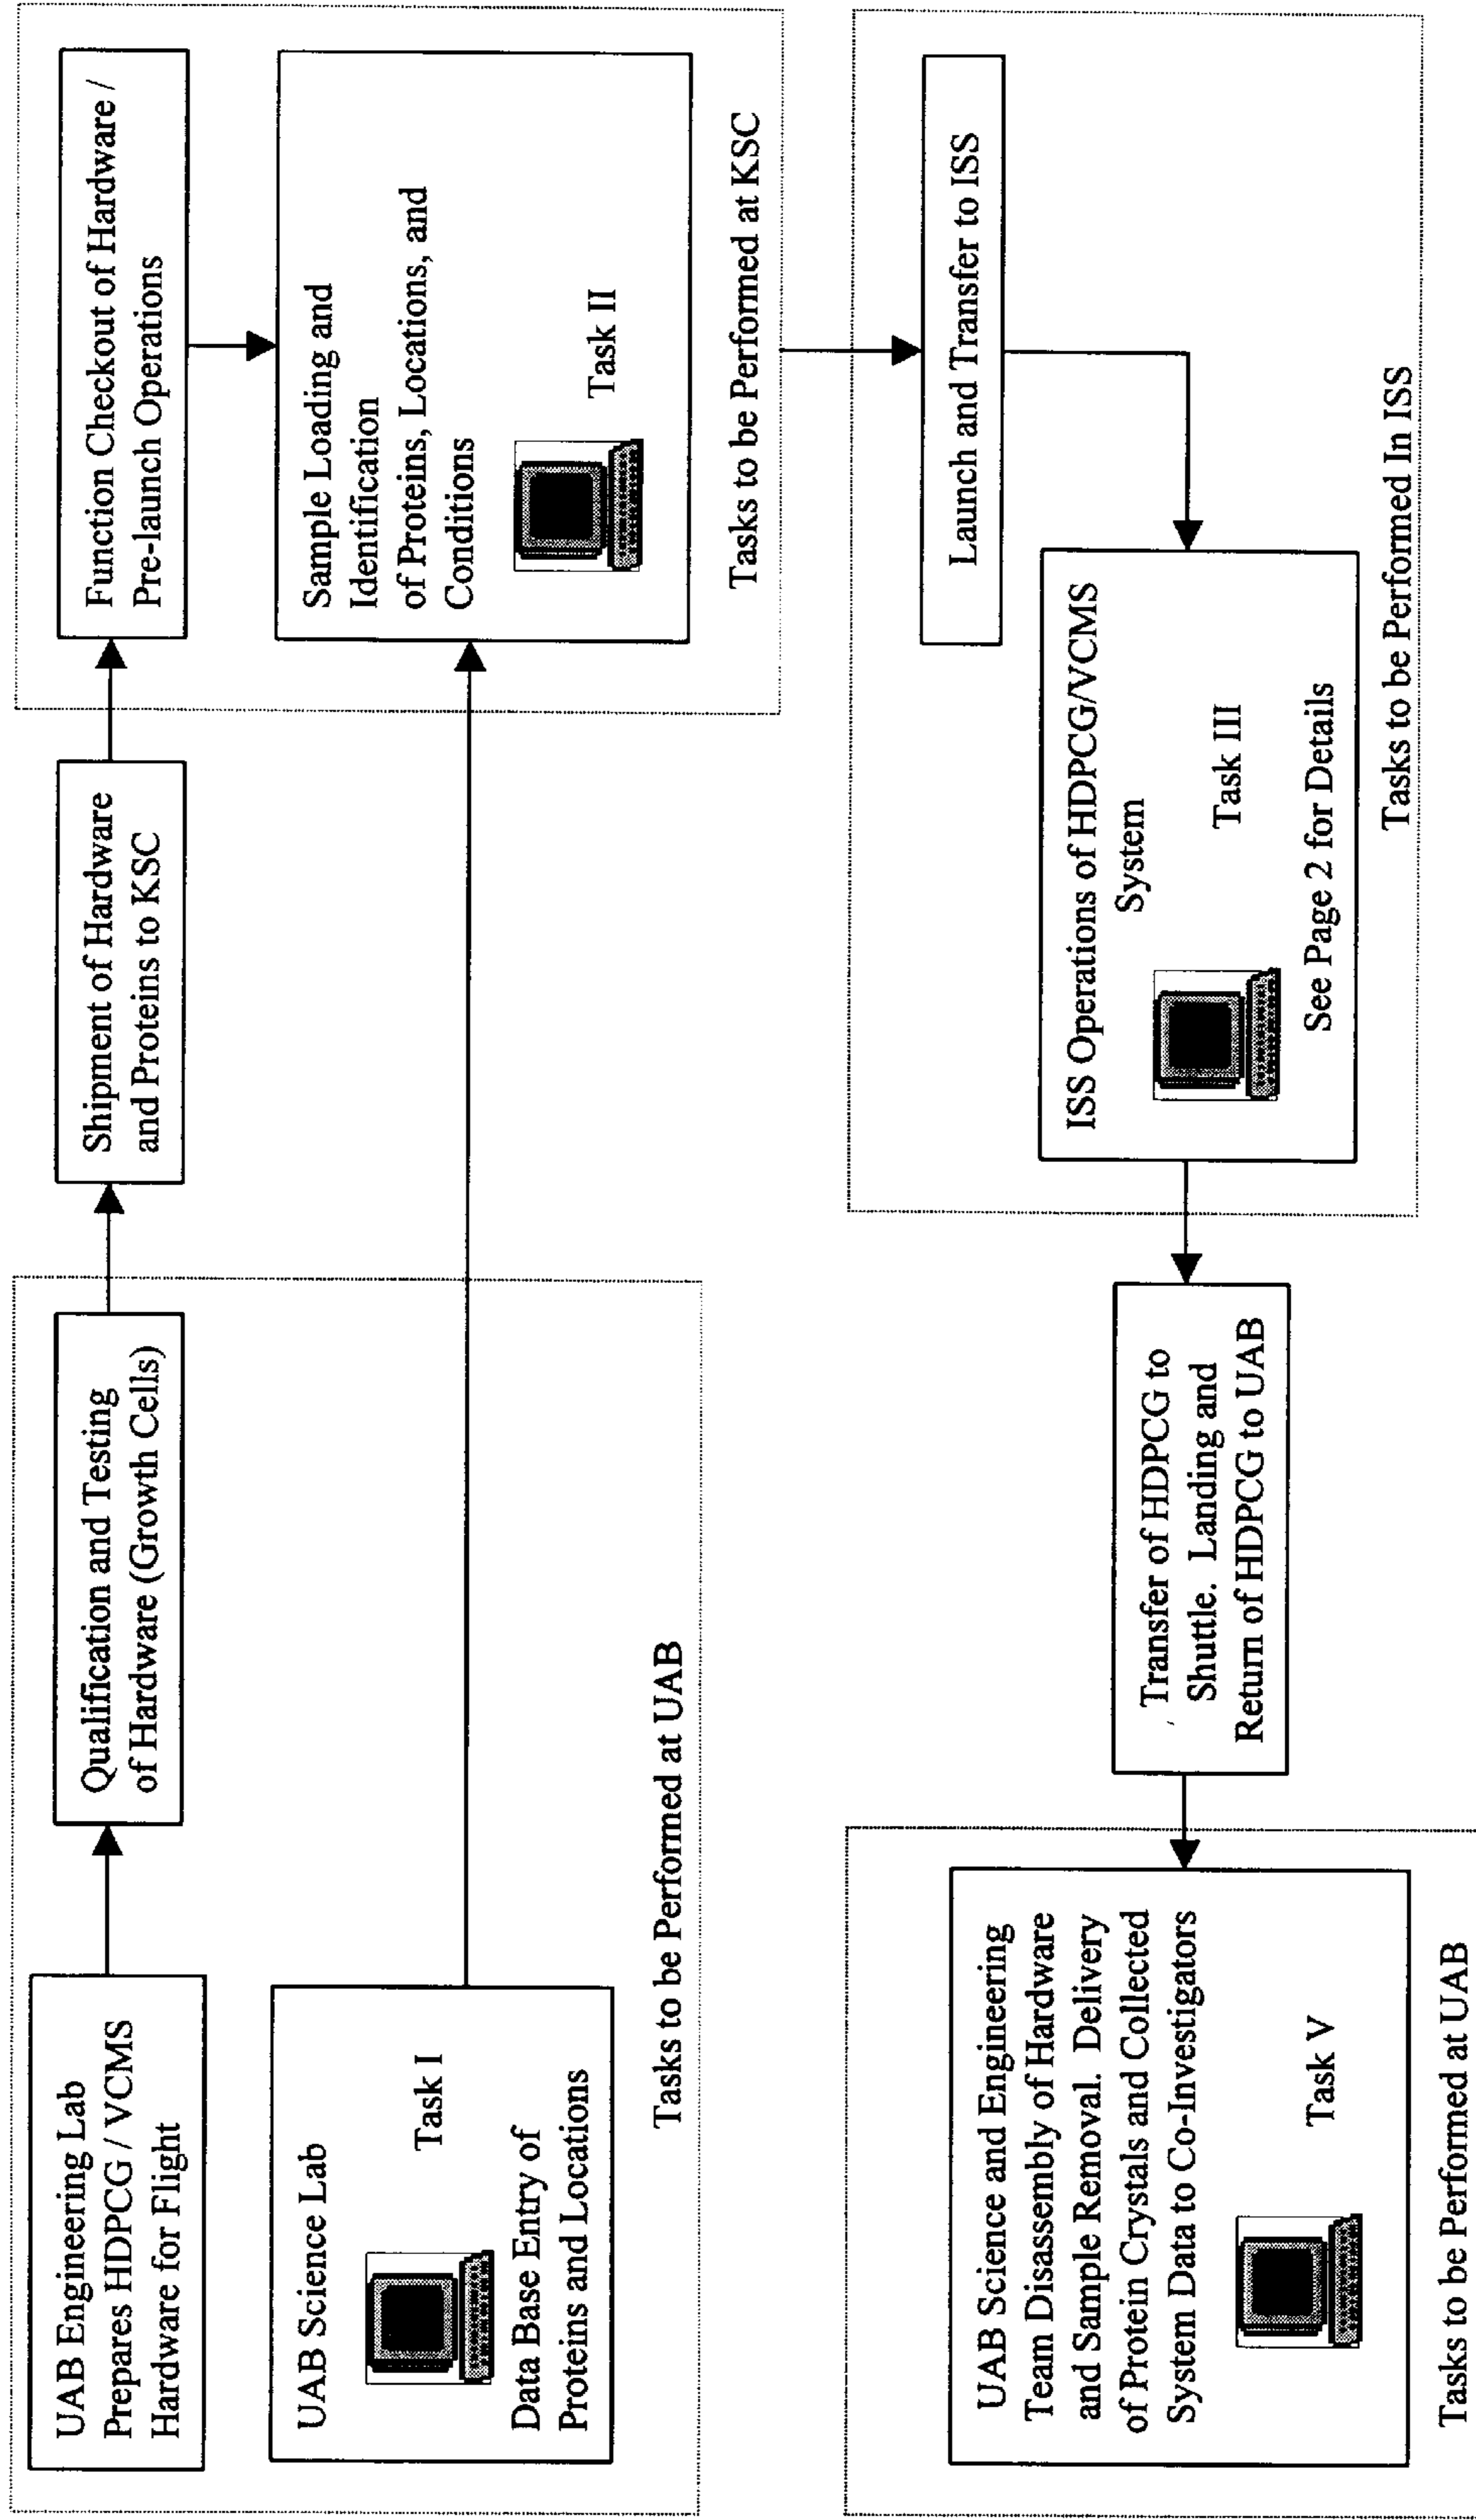 UAB Engineering Lab
Prepares HDPCG / VCMS
Hardware for Flight
Qualification and Testing
of Hardware (Growth Cells)
Shipment of Hardware
and Proteins to KSC
Function Checkout of Hardware /
Pre-launch Operations
UAB Science Lab
Task I
Data Base Entry of
Proteins and Locations
Tasks to be Performed at UAB
Sample Loading and
Identification
of Proteins, Locations, and
Conditions
Task II
Tasks to be Performed at KSC
Launch and Transfer to ISS
ISS Operations of HDPCG/VCMS
System
Task III
See Page 2 for Details
Tasks to be Performed In ISS
Transfer of HDPCG to
Shuttle. Landing and
Return of HDPCG to UAB
UAB Science and Engineering
Team Disassembly of Hardware
and Sample Removal. Delivery
of Protein Crystals and Collected
System Data to Co-Investigators
Task V
Tasks to be Performed at UAB